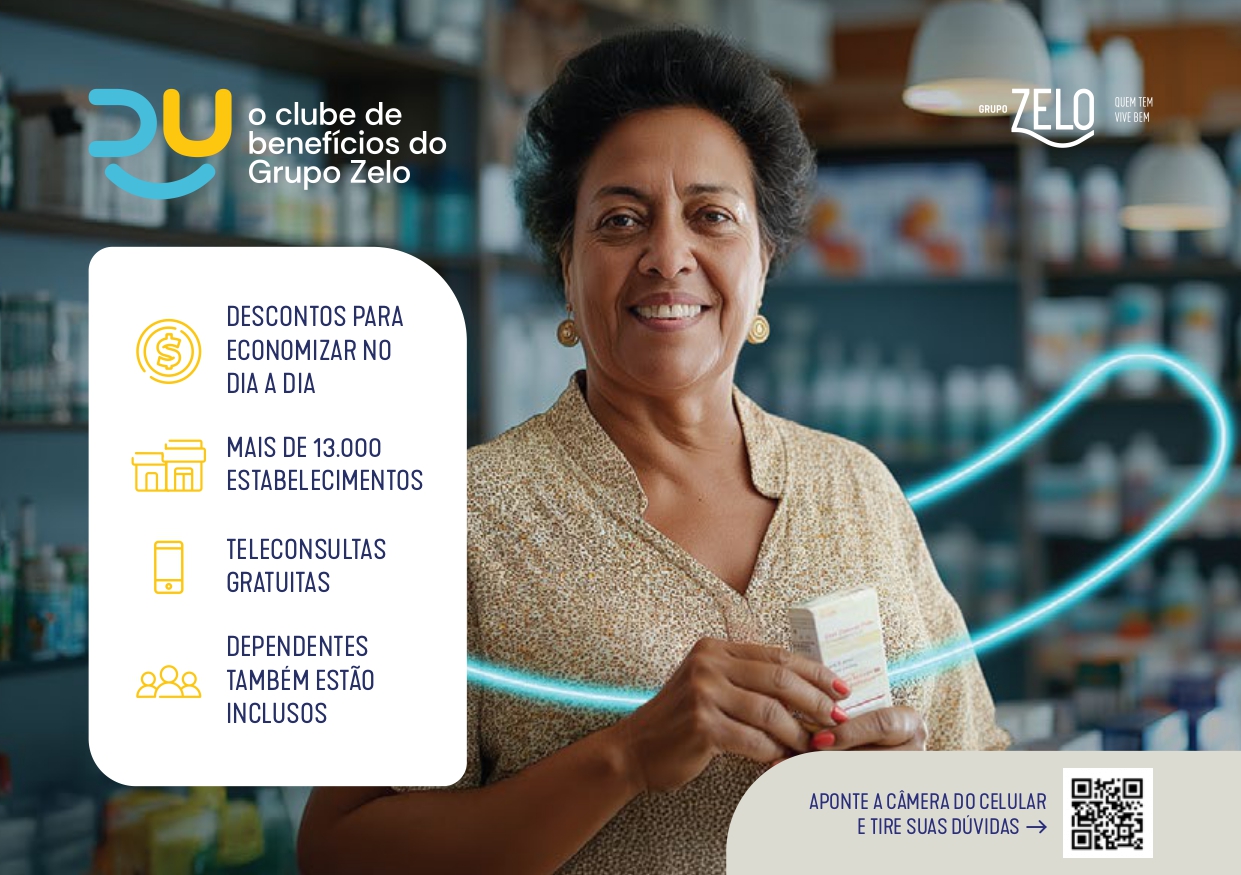 DU
o clube de
benefícios do
Grupo Zelo
GRUPO ZELO
QUEM TEM
VIVE BEM
DESCONTOS PARA
ECONOMIZAR NO
DIA A DIA
MAIS DE 13.000
ESTABELECIMENTOS
TELECONSULTAS
GRATUITAS
DEPENDENTES
TAMBÉM ESTÃO
INCLUSOS
APONTE A CÂMERA DO CELULAR
E TIRE SUAS DÚVIDAS →